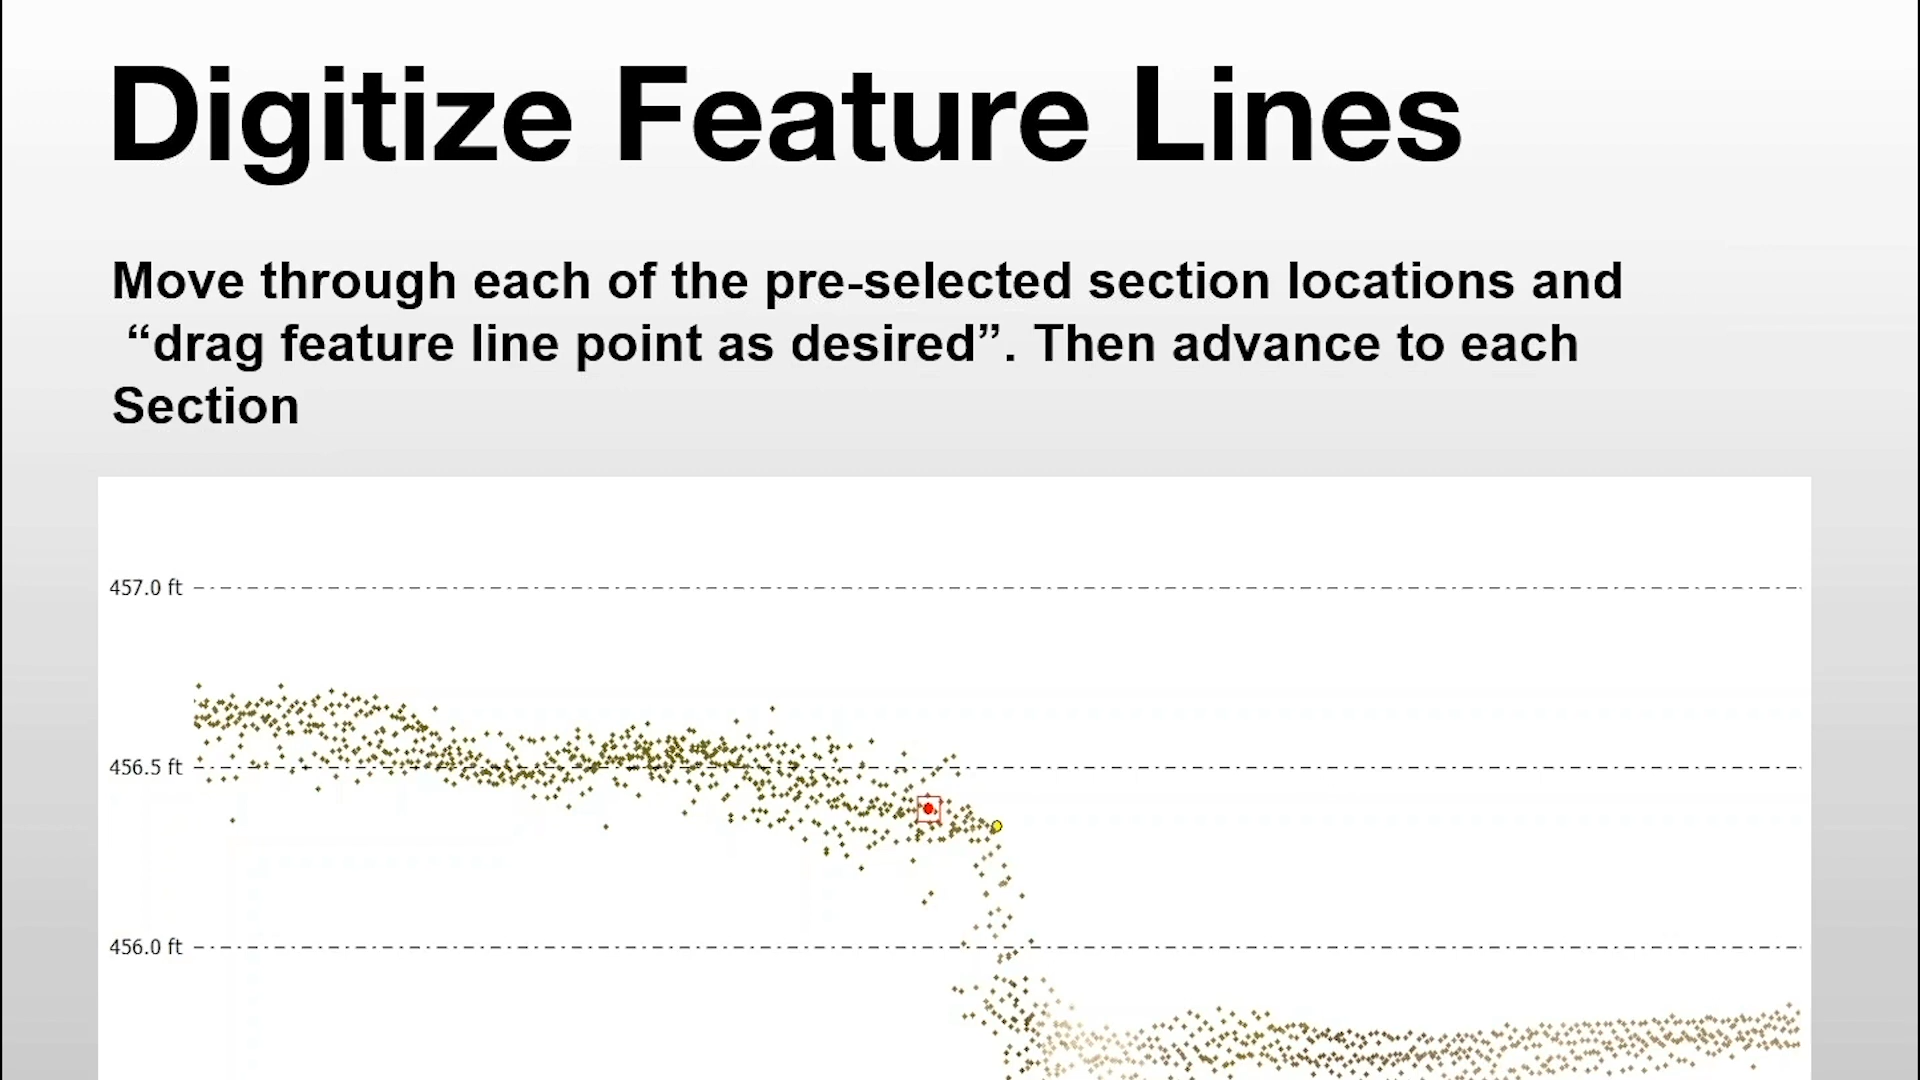 Digitize Feature Lines
Move through each of the pre-selected section locations and
“drag feature line point as desired”. Then advance to each
Section
457.0 ft
456.5 ft
456.0 ft